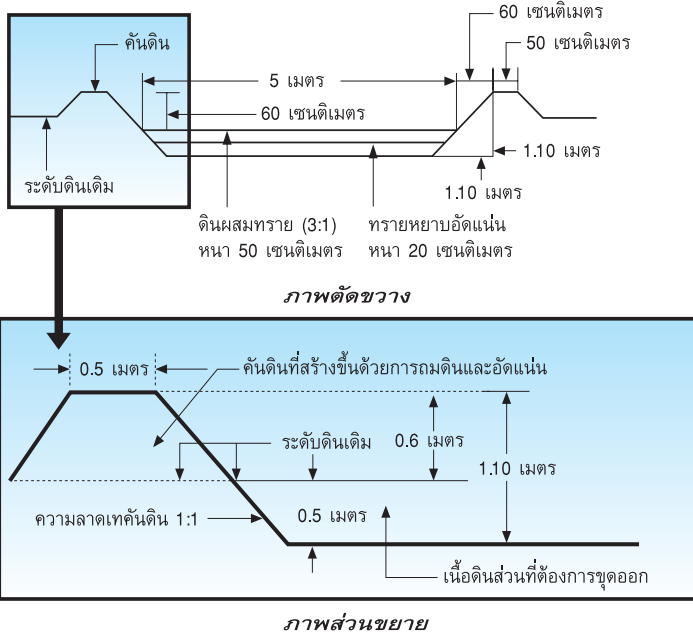 60 เซนติเมตร
คันดิน
50 เซนติเมตร
5 เมตร
60 เซนติเมตร
1.10 เมตร
ระดับดินเดิม
1.10 เมตร
ดินผสมทราย (3:1)
หนา 50 เซนติเมตร
ทรายหยาบอัดแน่น
หนา 20 เซนติเมตร
ภาพตัดขวาง
0.5 เมตร
คันดินที่สร้างขึ้นด้วยการถมดินและอัดแน่น
ระดับดินเดิม
0.6 เมตร
1.10 เมตร
ความลาดเทคันดิน 1:1
0.5 เมตร
เนื้อดินส่วนที่ต้องการขุดออก
ภาพส่วนขยาย